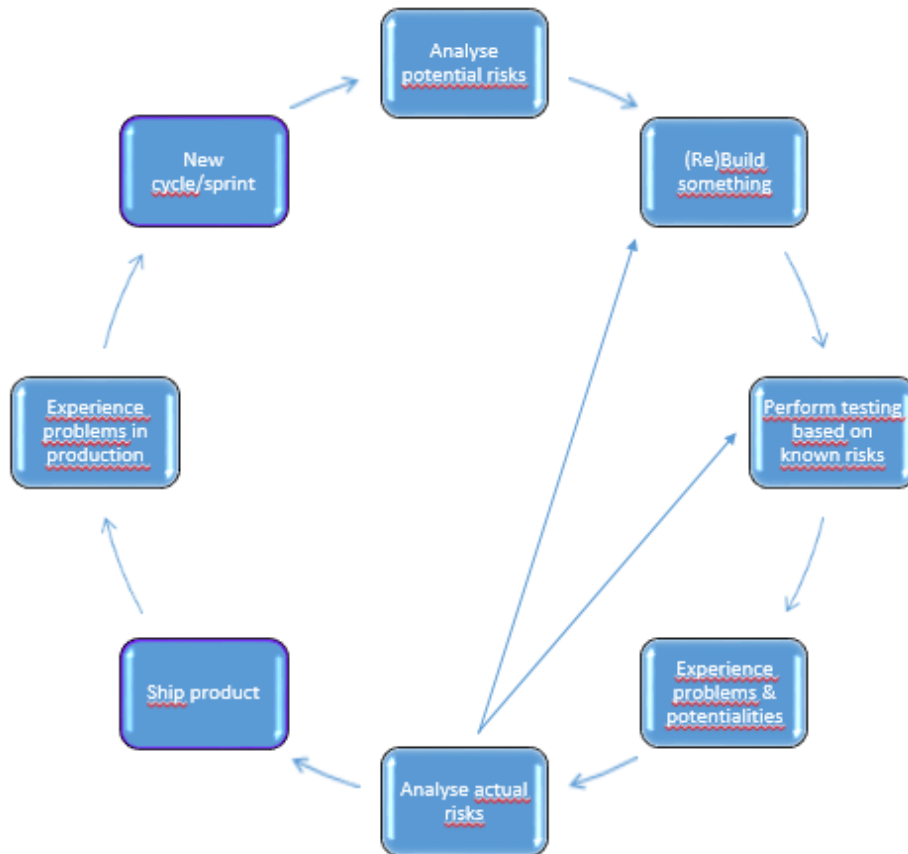 Analyse
potential risks
(Re)Build
something
Perform testing
based on
known risks
Experience
problems &
potentialities
Analyse actual
risks
Ship product
Experience
problems in
production
New
cycle/sprint